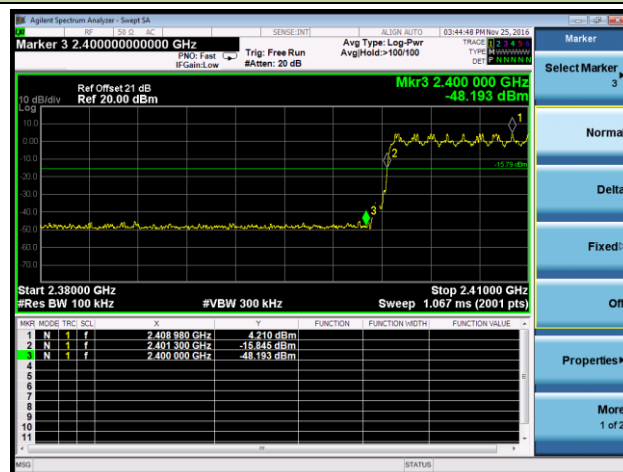 Agilent Spectrum Analyzer - Swept SA
RF 50 Ω AC SENSE:INT ALIGN AUTO 03:44:48 PM Nov 25, 2016
Marker 3 2.400000000000 GHz
PNO: Fast
IFGain:Low
Trig: Free Run
#Atten: 20 dB
Avg Type: Log-Pwr
Avg|Hold:>100/100
TRACE 1 2 3 4 5 6
TYPE M WWWWW
DET P N N N N N
Marker
Select Marker
3
Normal
Delta
Fixed
Off
Properties
More
1 of 2
Mkr3 2.400 000 GHz
-48.193 dBm
Ref Offset 21 dB
10 dB/div Ref 20.00 dBm
Log
10.0
0.00
-10.0
-20.0
-30.0
-40.0
-50.0
-60.0
-70.0
1
2
3
-15.79 dBm
Start 2.38000 GHz Stop 2.41000 GHz
#Res BW 100 kHz #VBW 300 kHz Sweep 1.067 ms (2001 pts)
MKR MODE TRC SCL X Y FUNCTION FUNCTION WIDTH FUNCTION VALUE
1 N 1 f 2.408 980 GHz 4.210 dBm
2 N 1 f 2.401 300 GHz -15.845 dBm
3 N 1 f 2.400 000 GHz -48.193 dBm
4
5
6
7
8
9
10
11
MSG STATUS